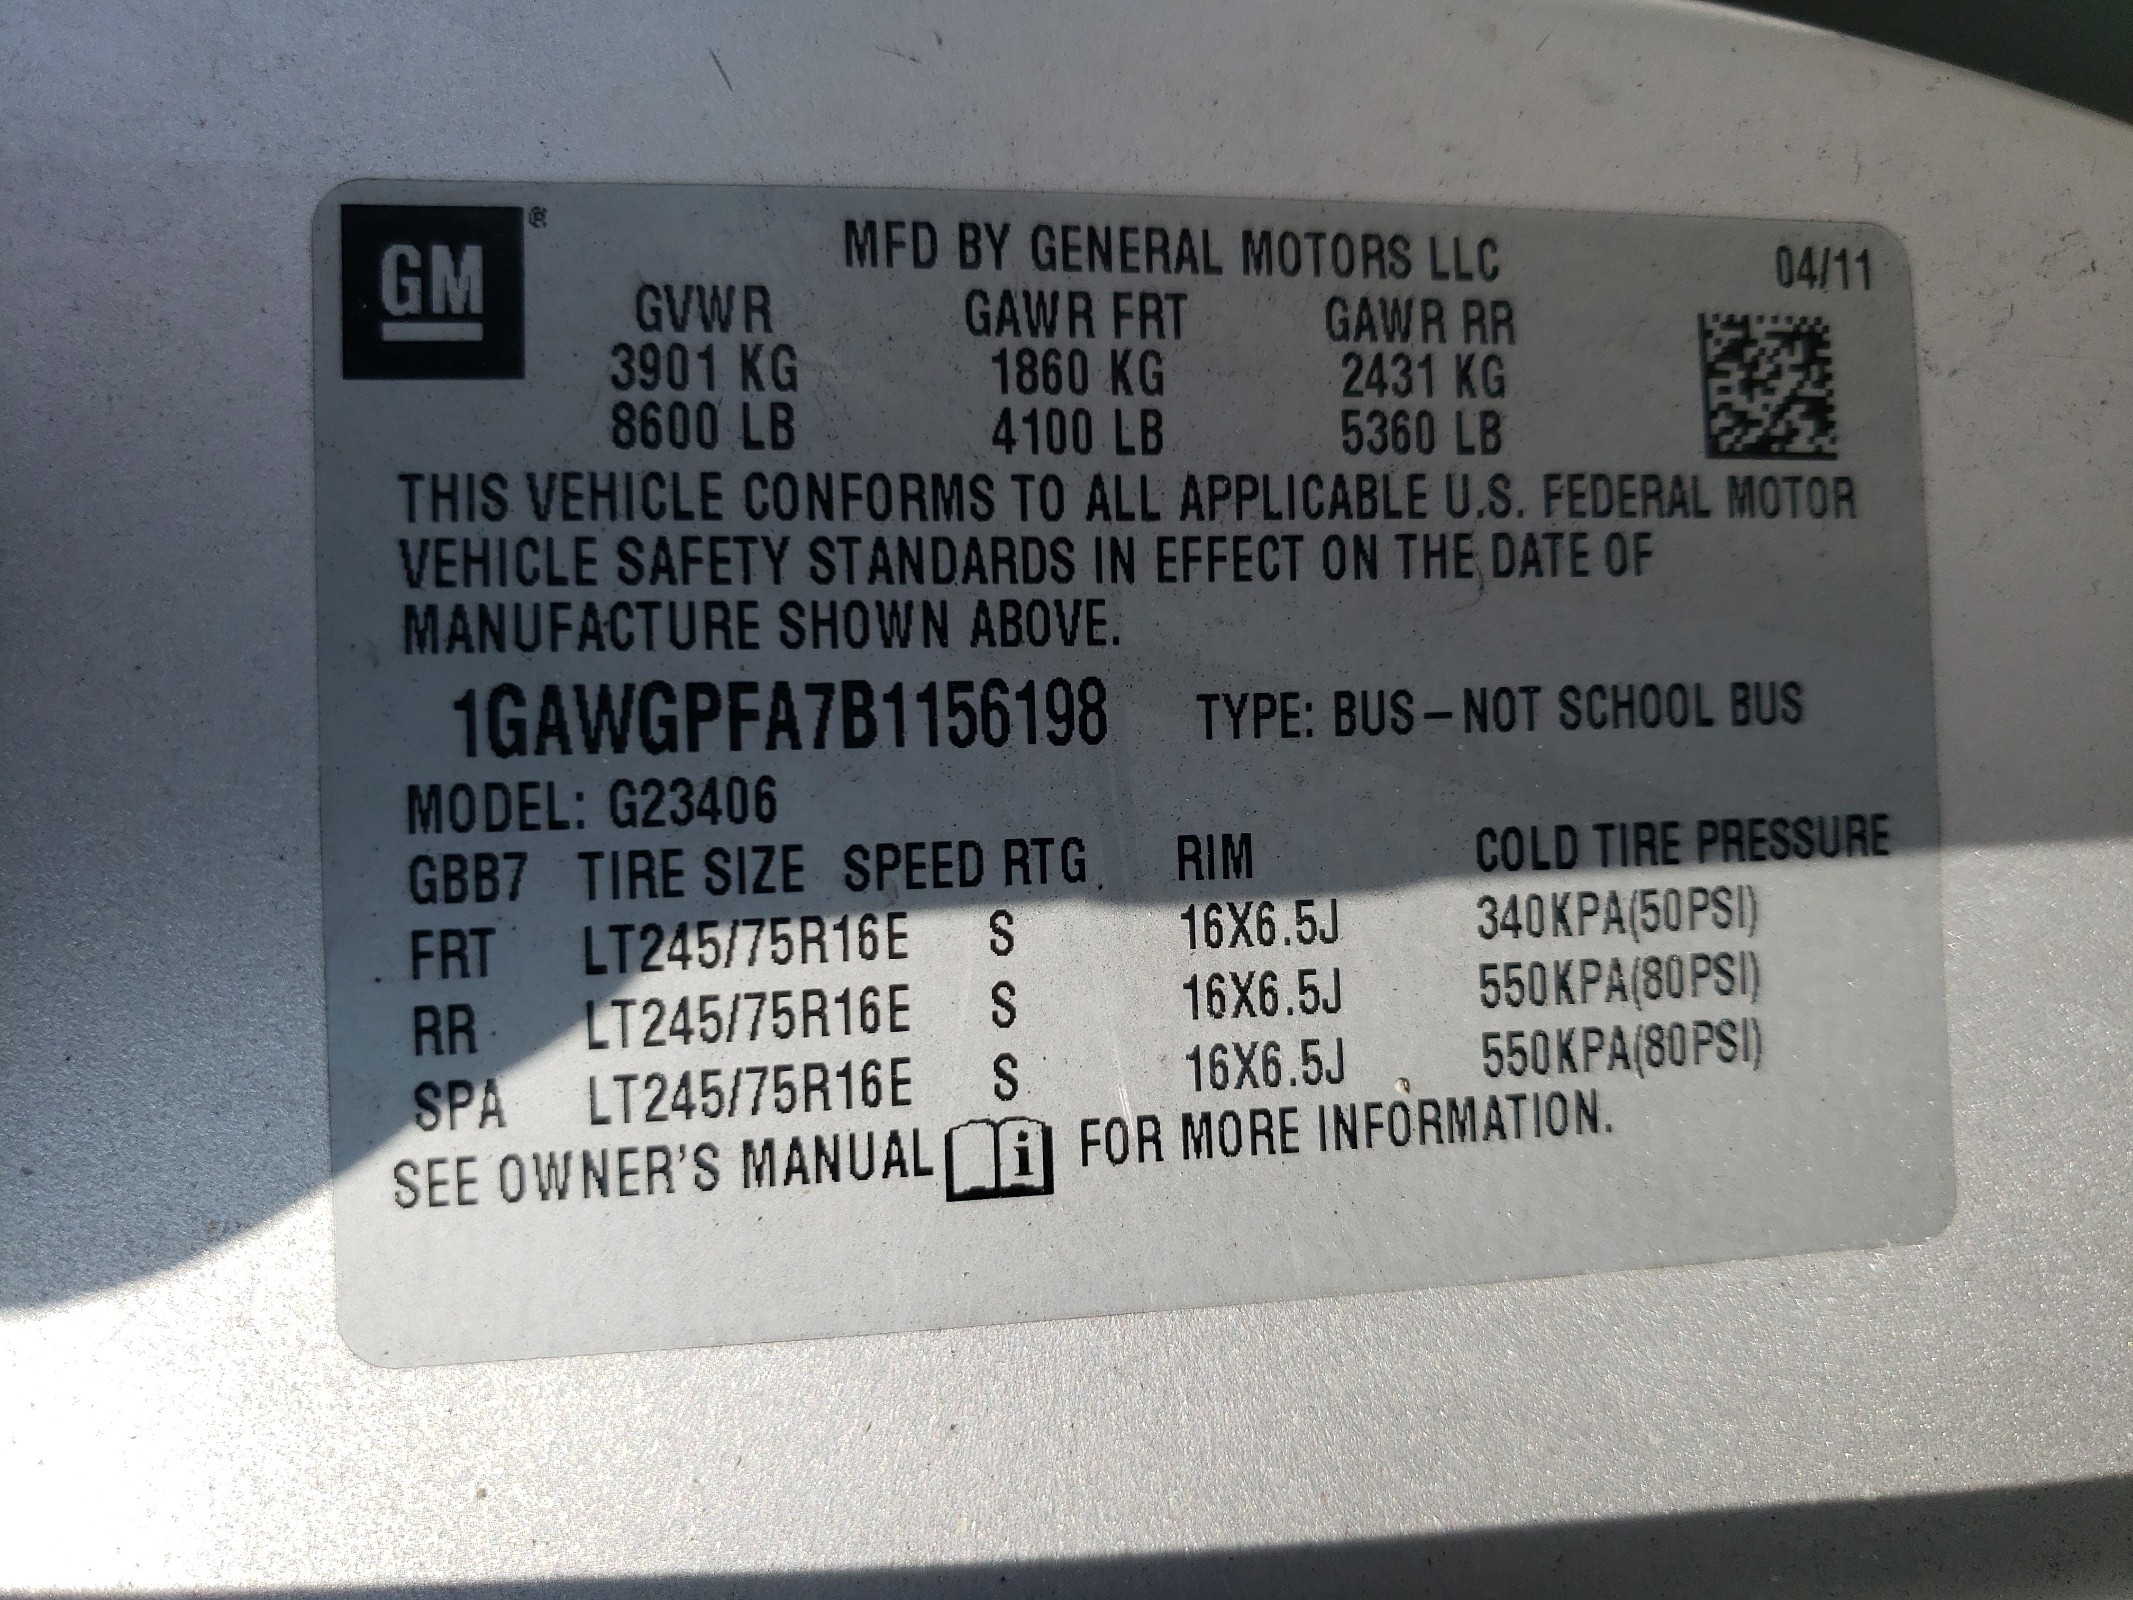 GM ®
MFD BY GENERAL MOTORS LLC 04/11
GVWR GAWR FRT GAWR RR
3901 KG 1860 KG 2431 KG
8600 LB 4100 LB 5360 LB
THIS VEHICLE CONFORMS TO ALL APPLICABLE U.S. FEDERAL MOTOR
VEHICLE SAFETY STANDARDS IN EFFECT ON THE DATE OF
MANUFACTURE SHOWN ABOVE.
1GAWGPFA7B1156198 TYPE: BUS – NOT SCHOOL BUS
MODEL: G23406
GBB7 TIRE SIZE SPEED RTG RIM COLD TIRE PRESSURE
FRT LT245/75R16E S 16X6.5J 340KPA(50PSI)
RR LT245/75R16E S 16X6.5J 550KPA(80PSI)
SPA LT245/75R16E S 16X6.5J 550KPA(80PSI)
SEE OWNER'S MANUAL i FOR MORE INFORMATION.